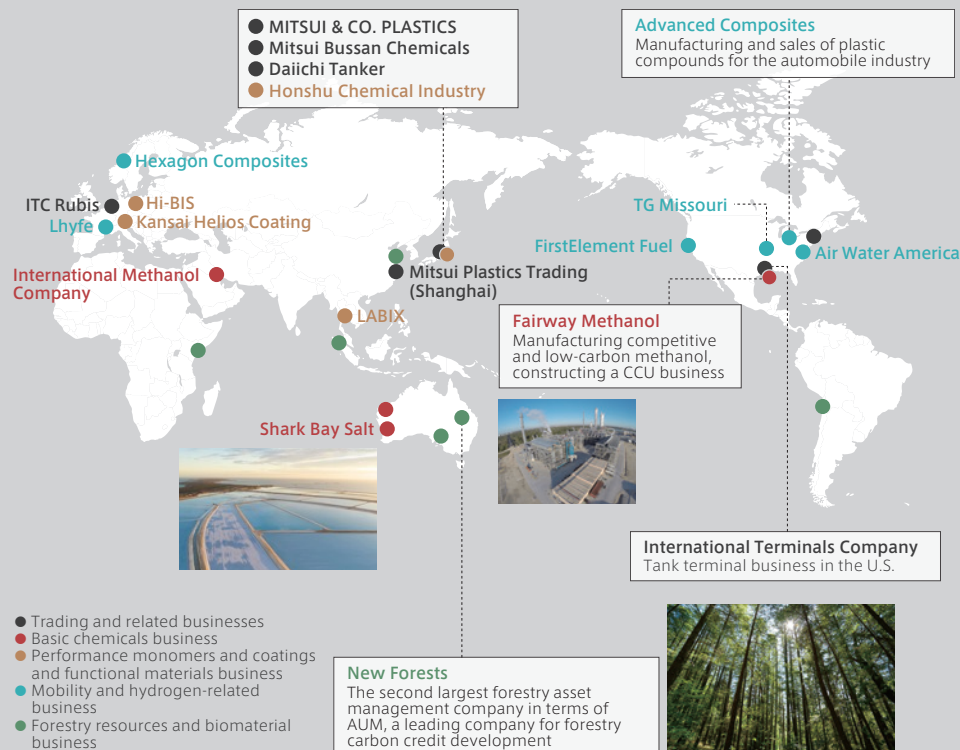 MITSUI & CO. PLASTICS
Mitsui Bussan Chemicals
Daiichi Tanker
Honshu Chemical Industry
Advanced Composites
Manufacturing and sales of plastic
compounds for the automobile industry
Hexagon Composites
ITC Rubis
Hi-BIS
Lhyfe
Kansai Helios Coating
TG Missouri
FirstElement Fuel
Air Water America
International Methanol
Company
Mitsui Plastics Trading
(Shanghai)
LABIX
Fairway Methanol
Manufacturing competitive
and low-carbon methanol,
constructing a CCU business
Shark Bay Salt
International Terminals Company
Tank terminal business in the U.S.
Trading and related businesses
Basic chemicals business
Performance monomers and coatings
and functional materials business
Mobility and hydrogen-related
business
Forestry resources and biomaterial
business
New Forests
The second largest forestry asset
management company in terms of
AUM, a leading company for forestry
carbon credit development